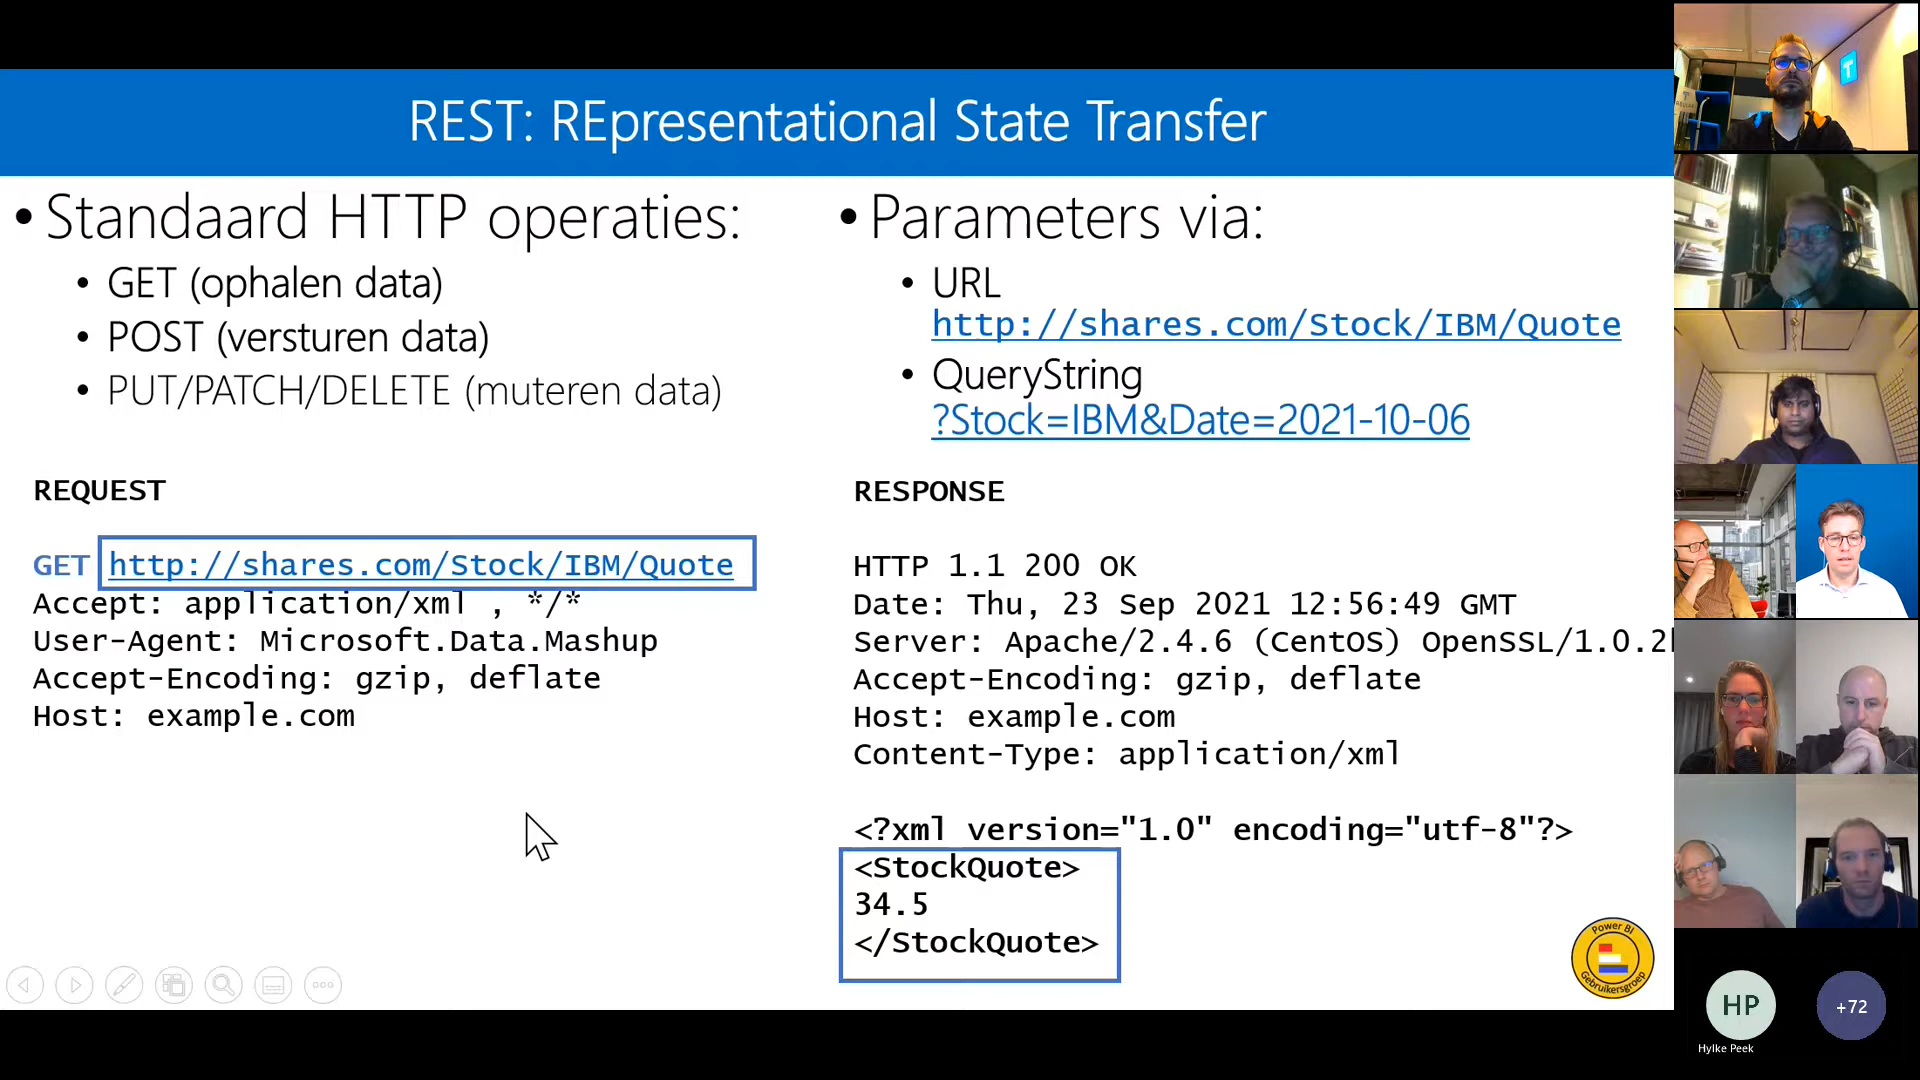 REST: REpresentational State Transfer
• Standaard HTTP operaties:
• GET (ophalen data)
• POST (versturen data)
• PUT/PATCH/DELETE (muteren data)
• Parameters via:
• URL
http://shares.com/Stock/IBM/Quote
• QueryString
?Stock=IBM&Date=2021-10-06
REQUEST
GET http://shares.com/Stock/IBM/Quote
Accept: application/xml , */*
User-Agent: Microsoft.Data.Mashup
Accept-Encoding: gzip, deflate
Host: example.com
RESPONSE
HTTP 1.1 200 OK
Date: Thu, 23 Sep 2021 12:56:49 GMT
Server: Apache/2.4.6 (CentOS) OpenSSL/1.0.2
Accept-Encoding: gzip, deflate
Host: example.com
Content-Type: application/xml
<?xml version="1.0" encoding="utf-8"?>
<StockQuote>
34.5
</StockQuote>
Power BI
Gebruikersgroep
HP
Hylke Peek
+72